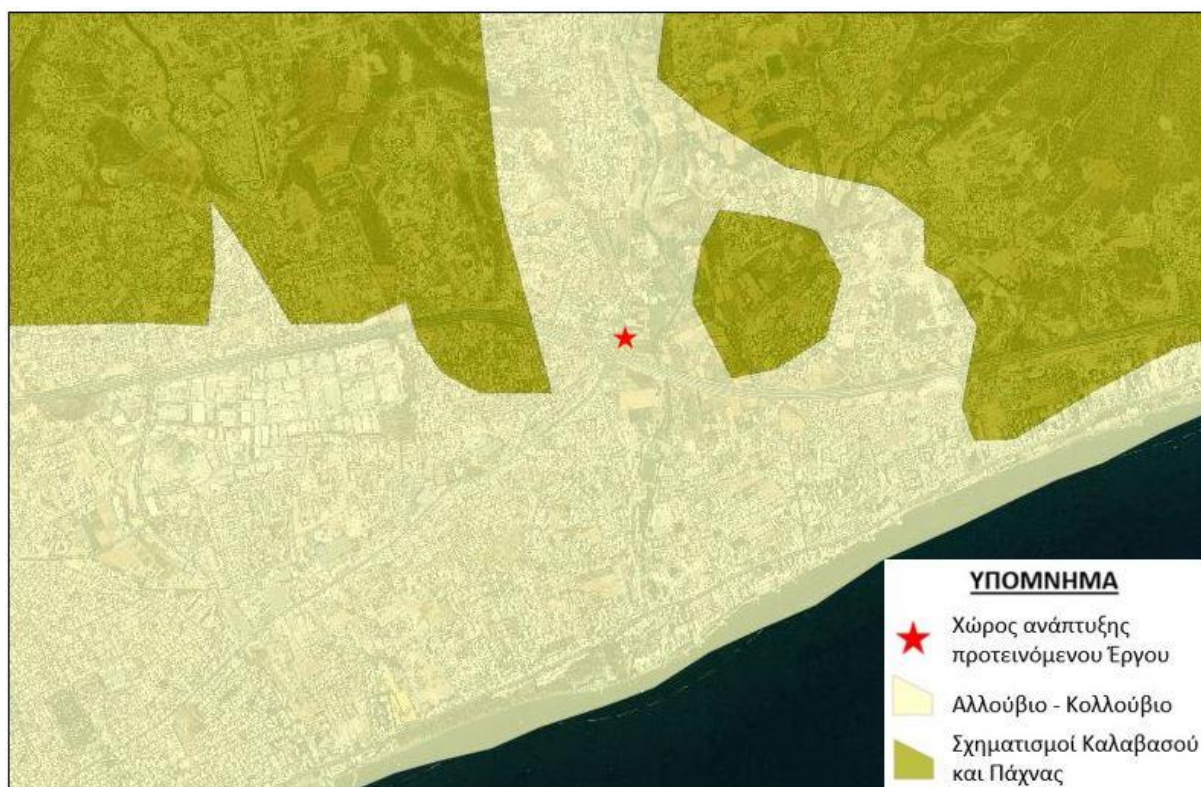 ΥΠΟΜΝΗΜΑ
Χώρος ανάπτυξης
προτεινόμενου Έργου
Αλλούβιο - Κολλούβιο
Σχηματισμοί Καλαβασού
και Πάχνας